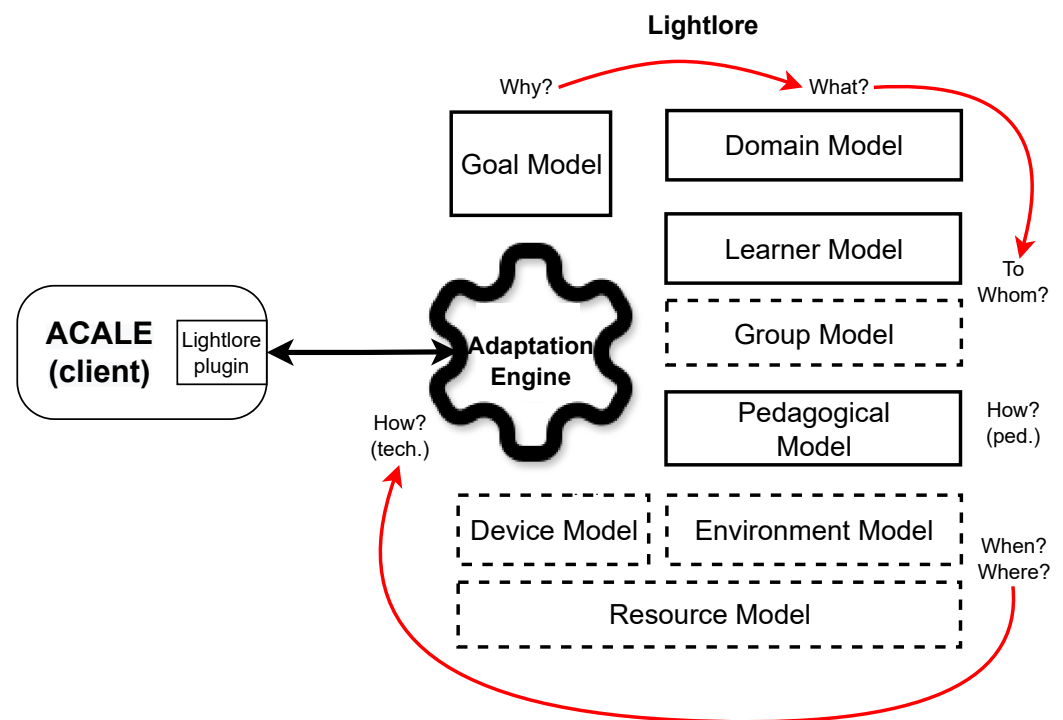 Lightlore
Why?
What?
Goal Model
Domain Model
Learner Model
To
Whom?
Group Model
ACALE
(client)
Lightlore
plugin
Adaptation
Engine
How?
(tech.)
Pedagogical
Model
How?
(ped.)
Device Model
Environment Model
When?
Where?
Resource Model